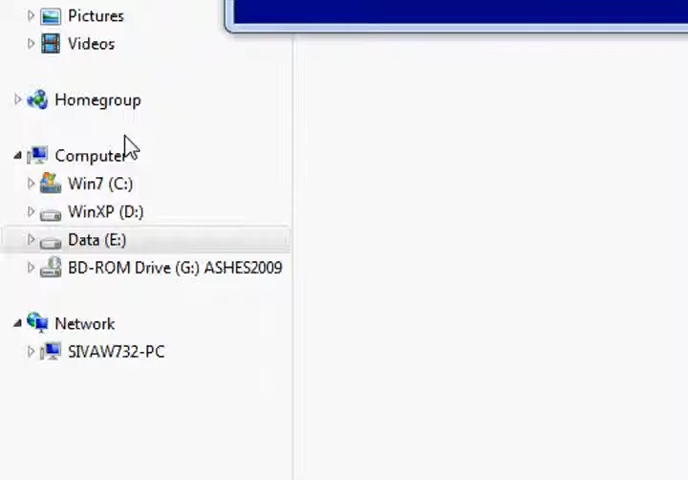 Pictures
Videos
Homegroup
Computer
Win7 (C:)
WinXP (D:)
Data (E:)
BD-ROM Drive (G:) ASHES2009
Network
SIVAW732-PC